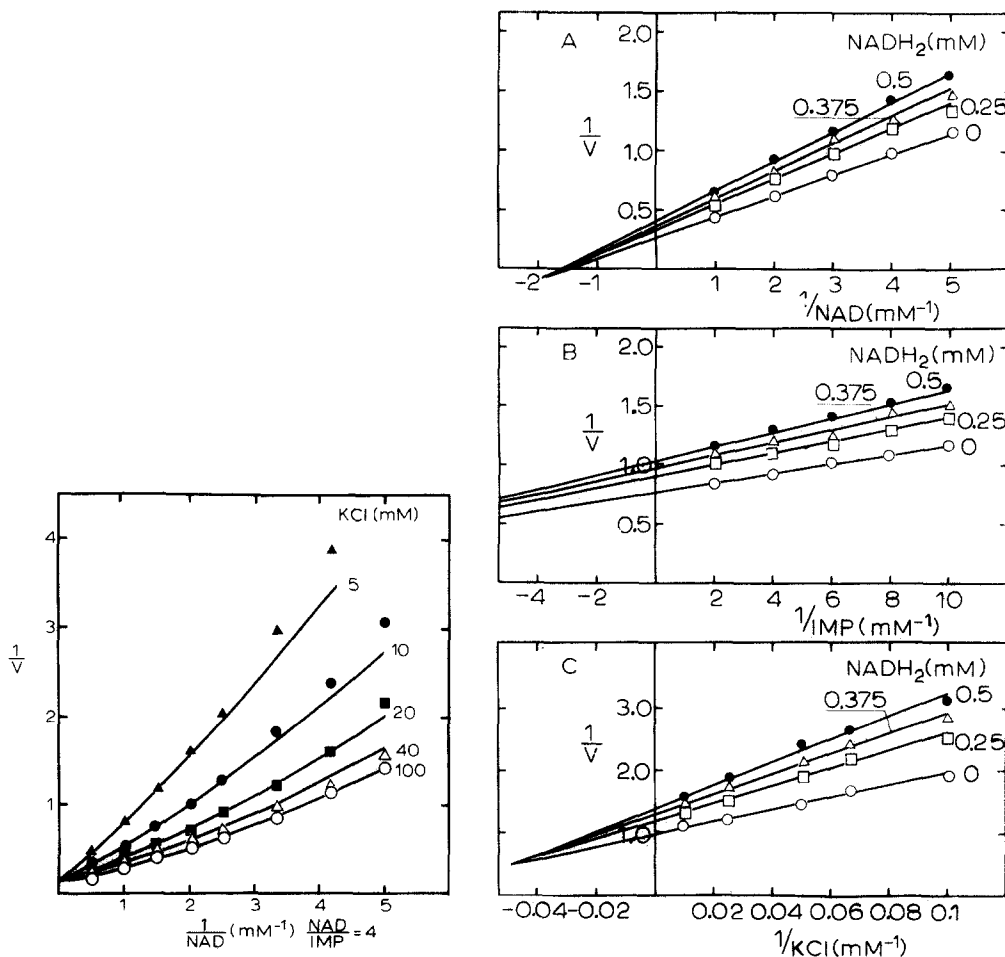 KCl (mM)
4
3
2
1
1/V
5
10
20
40
100
1 2 3 4 5
1/NAD (mM⁻¹) NAD/IMP = 4
A
NADH₂(mM)
2.0
1.5
1.0
0.5
1/V
0.5
0.375
0.25
0
-2 -1 1 2 3 4 5
1/NAD(mM⁻¹)
B
NADH₂(mM)
2.0
1.5
1.0
0.5
1/V
0.5
0.375
0.25
0
-4 -2 2 4 6 8 10
1/IMP (mM⁻¹)
C
NADH₂(mM)
3.0
2.0
1.0
1/V
0.5
0.375
0.25
0
-0.04 -0.02 0.02 0.04 0.06 0.08 0.1
1/KCl(mM⁻¹)